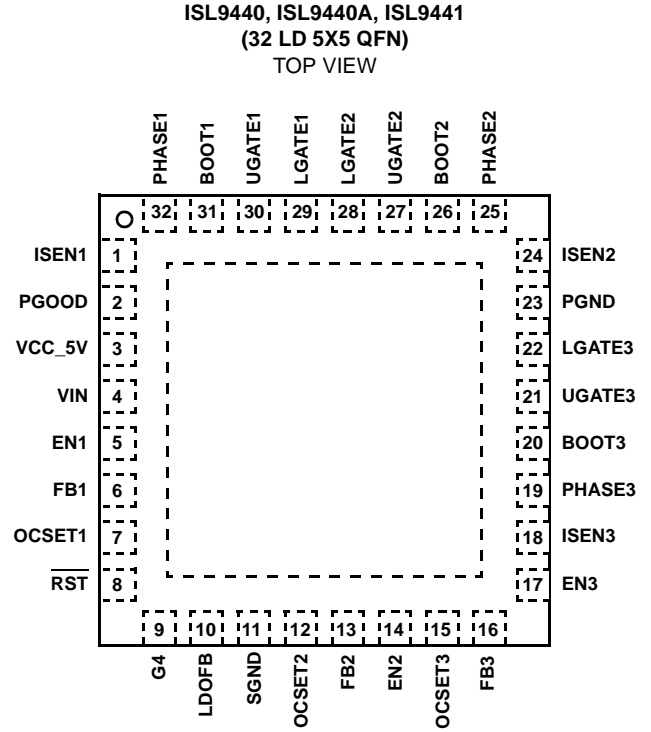 ISL9440, ISL9440A, ISL9441
(32 LD 5X5 QFN)
TOP VIEW
PHASE1
BOOT1
UGATE1
LGATE1
LGATE2
UGATE2
BOOT2
PHASE2
32 31 30 29 28 27 26 25
ISEN1 1
PGOOD 2
VCC_5V 3
VIN 4
EN1 5
FB1 6
OCSET1 7
RST 8
24 ISEN2
23 PGND
22 LGATE3
21 UGATE3
20 BOOT3
19 PHASE3
18 ISEN3
17 EN3
9 10 11 12 13 14 15 16
G4
LDOFB
SGND
OCSET2
FB2
EN2
OCSET3
FB3